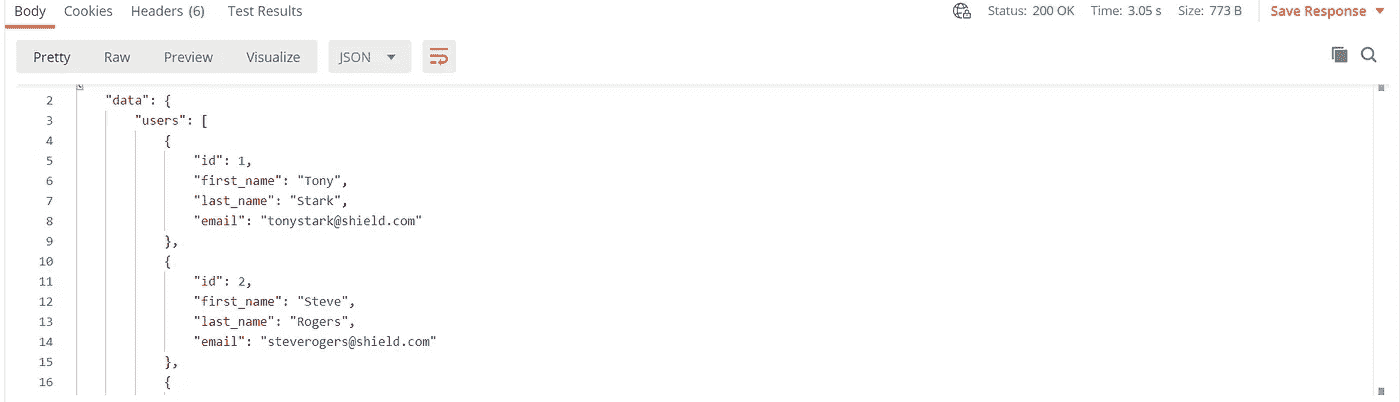 Body Cookies Headers (6) Test Results Status: 200 OK Time: 3.05 s Size: 773 B Save Response
Pretty Raw Preview Visualize JSON
2 "data": {
3 "users": [
4 {
5 "id": 1,
6 "first_name": "Tony",
7 "last_name": "Stark",
8 "email": "tonystark@shield.com"
9 },
10 {
11 "id": 2,
12 "first_name": "Steve",
13 "last_name": "Rogers",
14 "email": "steverogers@shield.com"
15 },
16 {